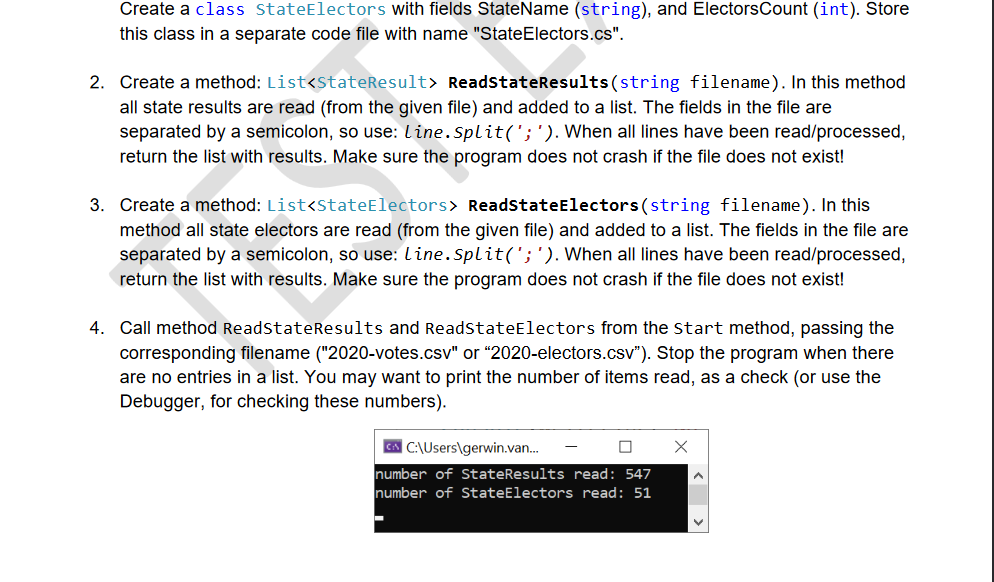 Create a class StateElectors with fields StateName (string), and ElectorsCount (int). Store
this class in a separate code file with name "StateElectors.cs".
2. Create a method: List<StateResult> ReadStateResults(string filename). In this method
all state results are read (from the given file) and added to a list. The fields in the file are
separated by a semicolon, so use: line.Split(';'). When all lines have been read/processed,
return the list with results. Make sure the program does not crash if the file does not exist!
3. Create a method: List<StateElectors> ReadStateElectors(string filename). In this
method all state electors are read (from the given file) and added to a list. The fields in the file are
separated by a semicolon, so use: line.Split(';'). When all lines have been read/processed,
return the list with results. Make sure the program does not crash if the file does not exist!
4. Call method ReadStateResults and ReadStateElectors from the Start method, passing the
corresponding filename ("2020-votes.csv" or “2020-electors.csv”). Stop the program when there
are no entries in a list. You may want to print the number of items read, as a check (or use the
Debugger, for checking these numbers).
C:\ C:\Users\gerwin.van...
number of StateResults read: 547
number of StateElectors read: 51
TEST